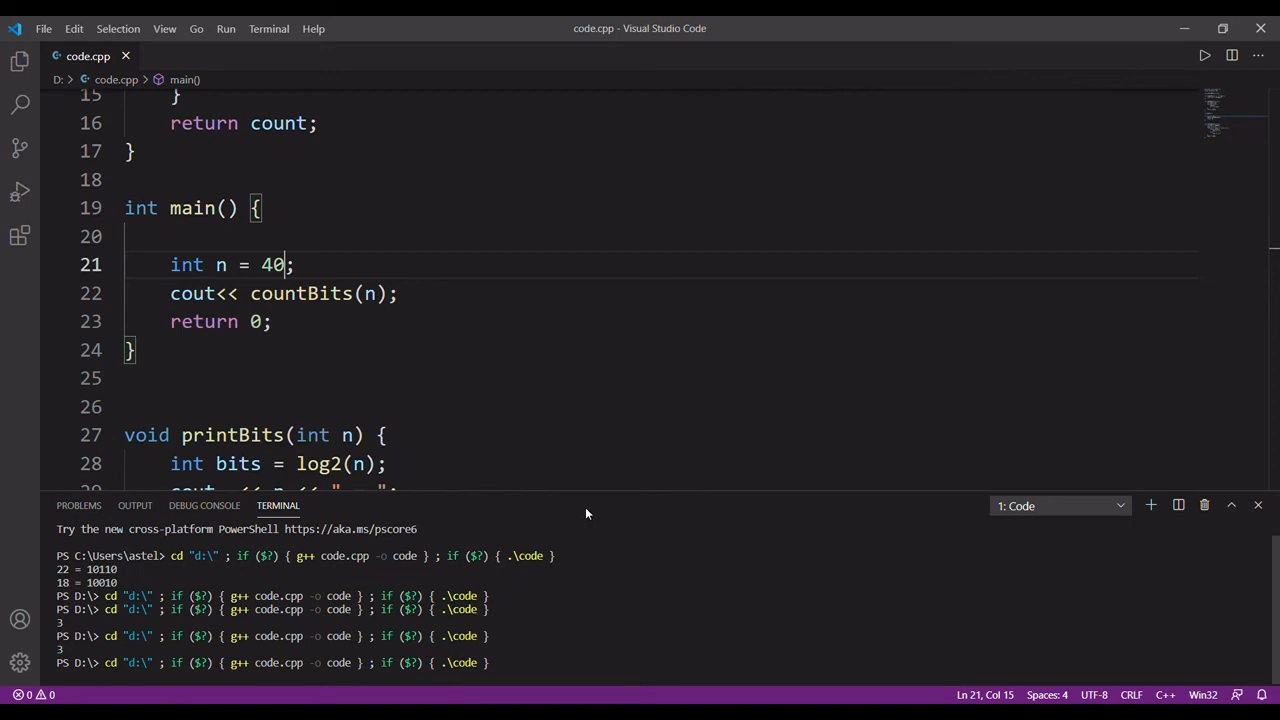 File Edit Selection View Go Run Terminal Help code.cpp - Visual Studio Code
code.cpp
D: > code.cpp > main()
15 }
16 return count;
17 }
18
19 int main() {
20
21 int n = 40;
22 cout<< countBits(n);
23 return 0;
24 }
25
26
27 void printBits(int n) {
28 int bits = log2(n);
PROBLEMS OUTPUT DEBUG CONSOLE TERMINAL 1: Code
Try the new cross-platform PowerShell https://aka.ms/pscore6
PS C:\Users\astel> cd "d:\" ; if ($?) { g++ code.cpp -o code } ; if ($?) { .\code }
22 = 10110
18 = 10010
PS D:\> cd "d:\" ; if ($?) { g++ code.cpp -o code } ; if ($?) { .\code }
PS D:\> cd "d:\" ; if ($?) { g++ code.cpp -o code } ; if ($?) { .\code }
3
PS D:\> cd "d:\" ; if ($?) { g++ code.cpp -o code } ; if ($?) { .\code }
3
PS D:\> cd "d:\" ; if ($?) { g++ code.cpp -o code } ; if ($?) { .\code }
0 0 Ln 21, Col 15 Spaces: 4 UTF-8 CRLF C++ Win32